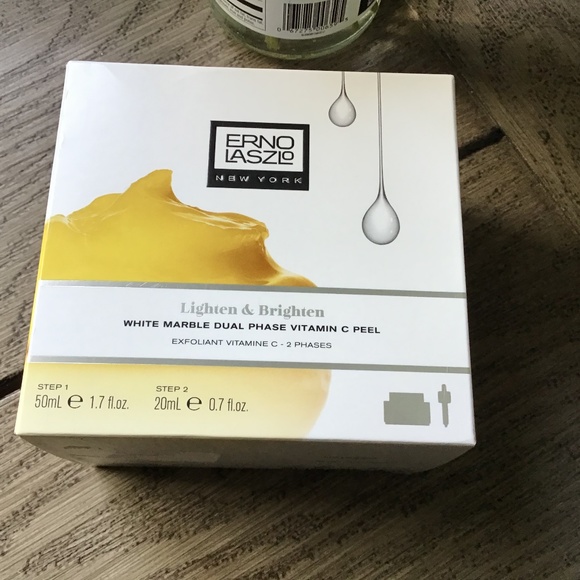 ERNO
LASZLO
NEW YORK
Lighten & Brighten
WHITE MARBLE DUAL PHASE VITAMIN C PEEL
EXFOLIANT VITAMINE C - 2 PHASES
STEP 1
50mL ℮ 1.7 fl.oz.
STEP 2
20mL ℮ 0.7 fl.oz.